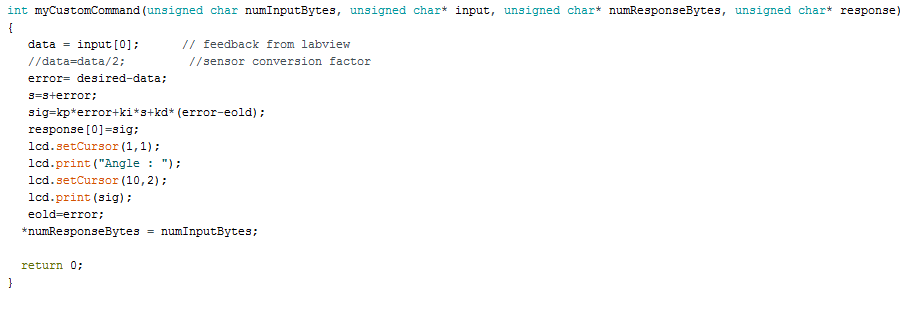 int myCustomCommand(unsigned char numInputBytes, unsigned char* input, unsigned char* numResponseBytes, unsigned char* response)
{
data = input[0]; // feedback from labview
//data=data/2; //sensor conversion factor
error= desired-data;
s=s+error;
sig=kp*error+ki*s+kd*(error-eold);
response[0]=sig;
lcd.setCursor(1,1);
lcd.print("Angle : ");
lcd.setCursor(10,2);
lcd.print(sig);
eold=error;
*numResponseBytes = numInputBytes;
return 0;
}